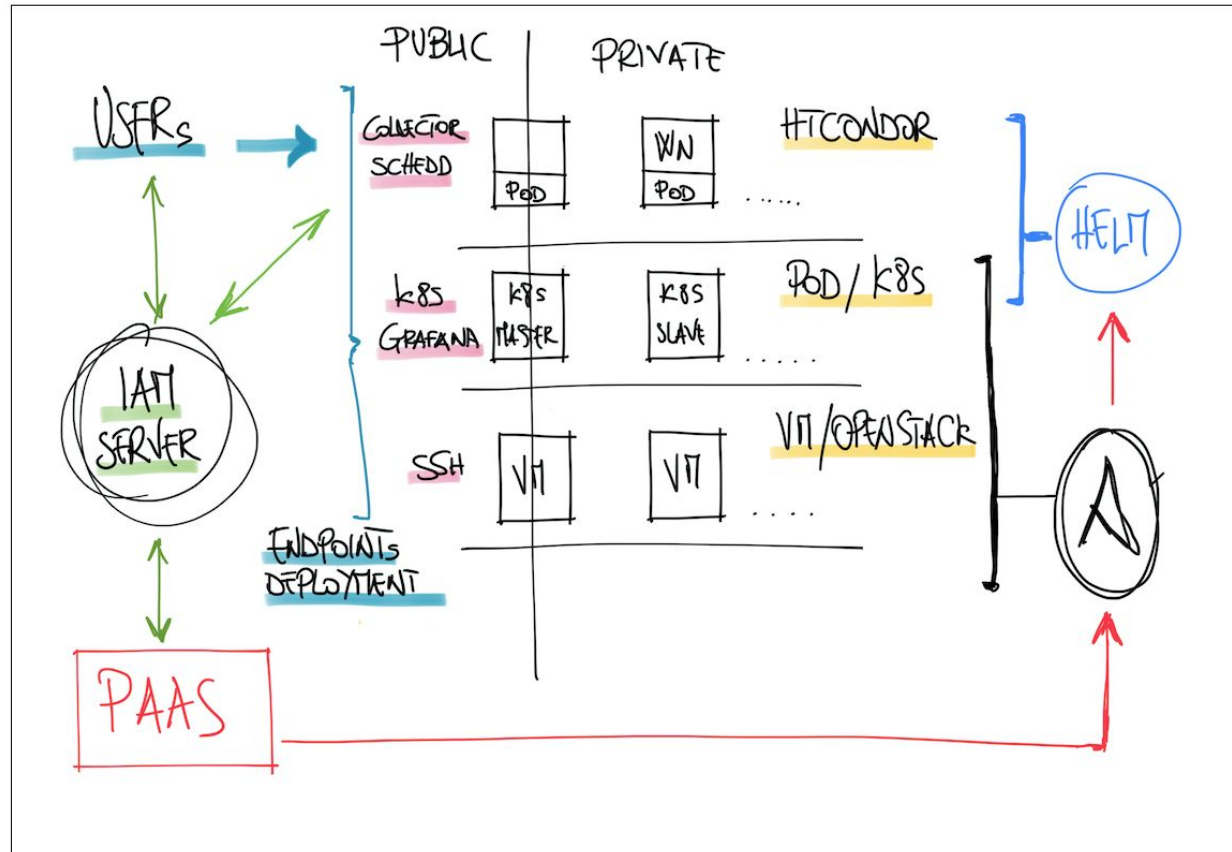 PUBLIC
PRIVATE
USERs
COLLECTOR
SCHEDD
POD
WN
POD
......
HTCONDOR
HELM
K8S
GRAFANA
K8S
MASTER
K8S
SLAVE
.....
POD/K8S
IAM
SERVER
SSH
VM
VM
....
VM/OPENSTACK
A
ENDPOINTs
DEPLOYMENT
PAAS